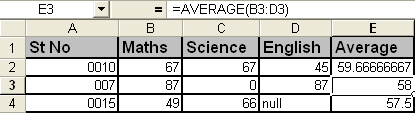 E3 = =AVERAGE(B3:D3)
A B C D E
1 St No Maths Science English Average
2 0010 67 67 45 59.66666667
3 007 87 0 87 58
4 0015 49 66 null 57.5